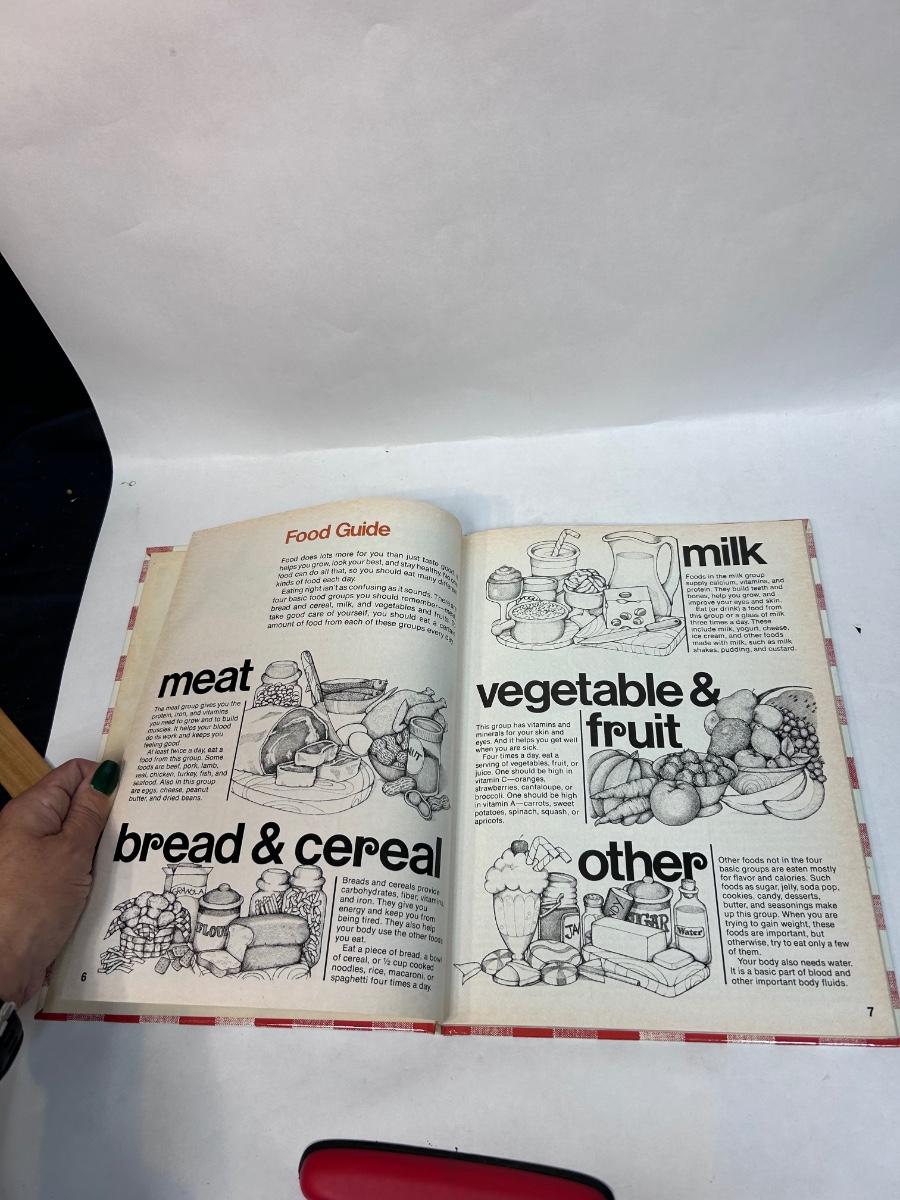 Food Guide
Food does lots more for you than just taste good.
helps you grow, look your best, and stay healthy. No one
food can do all that, so you should eat many different
kinds of food each day.
Eating right isn't as confusing as it sounds. There are
four basic food groups you should remember—meat,
bread and cereal, milk, and vegetables and fruits. To
take good care of yourself, you should eat a certain
amount of food from each of these groups every day.
meat
The meat group gives you the
protein, iron, and vitamins
you need to grow and to build
muscles. It helps your blood
do its work and keeps you
feeling good.
At least twice a day, eat a
food from this group. Some
foods are beef, pork, lamb,
veal, chicken, turkey, fish, and
seafood. Also in this group
are eggs, cheese, peanut
butter, and dried beans.
bread & cereal
GRANOLA
FLOUR
Breads and cereals provide
carbohydrates, fiber, vitamins,
and iron. They give you
energy and keep you from
being tired. They also help
your body use the other foods
you eat.
Eat a piece of bread, a bowl
of cereal, or ½ cup cooked
noodles, rice, macaroni, or
spaghetti four times a day.
6
milk
Foods in the milk group
supply calcium, vitamins, and
protein. They build teeth and
bones, help you grow, and
improve your eyes and skin.
Eat (or drink) a food from
this group or a glass of milk
three times a day. These
include milk, yogurt, cheese,
ice cream, and other foods
made with milk, such as milk
shakes, pudding, and custard.
vegetable &
fruit
This group has vitamins and
minerals for your skin and
eyes. And it helps you get well
when you are sick.
Four times a day, eat a
serving of vegetables, fruit, or
juice. One should be high in
vitamin C—oranges,
strawberries, cantaloupe, or
broccoli. One should be high
in vitamin A—carrots, sweet
potatoes, spinach, squash, or
apricots.
other
JA
SUGAR
Water
Other foods not in the four
basic groups are eaten mostly
for flavor and calories. Such
foods as sugar, jelly, soda pop,
cookies, candy, desserts,
butter, and seasonings make
up this group. When you are
trying to gain weight, these
foods are important, but
otherwise, try to eat only a few
of them.
Your body also needs water.
It is a basic part of blood and
other important body fluids.
7